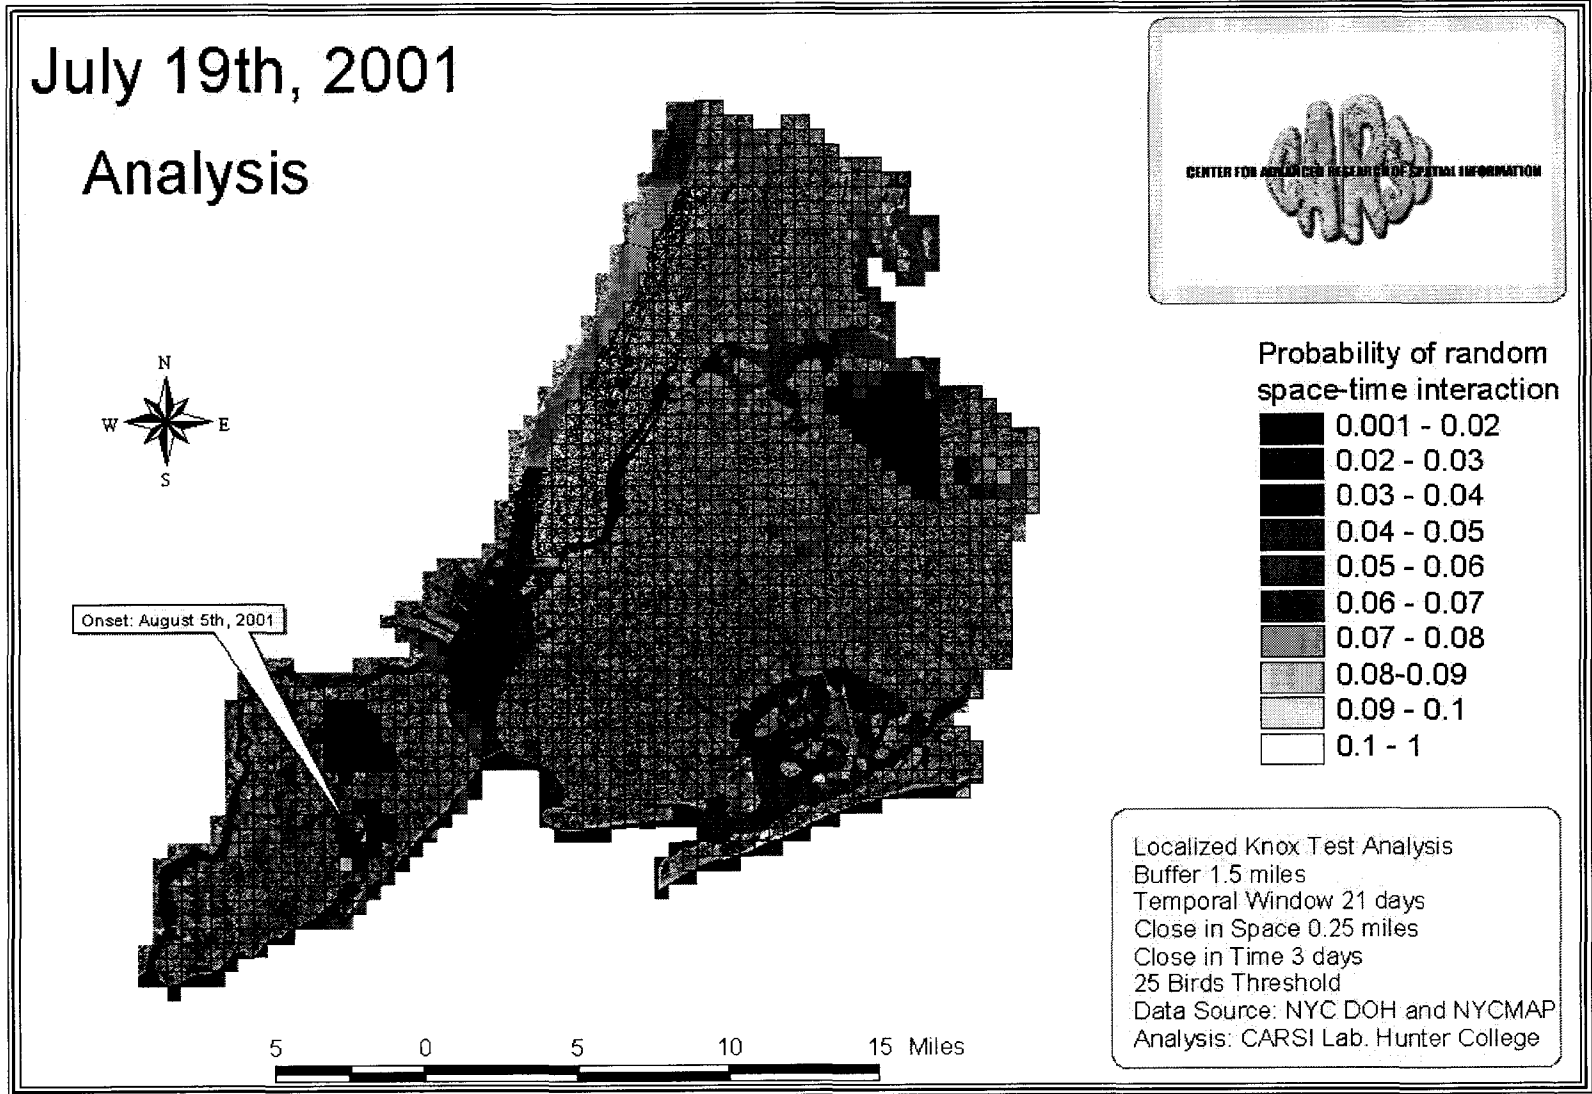 July 19th, 2001
Analysis
CENTER FOR ADVANCED RESEARCH OF SPATIAL INFORMATION
CARSI
N
W E
S
Onset: August 5th, 2001
Probability of random
space-time interaction
0.001 - 0.02
0.02 - 0.03
0.03 - 0.04
0.04 - 0.05
0.05 - 0.06
0.06 - 0.07
0.07 - 0.08
0.08-0.09
0.09 - 0.1
0.1 - 1
Localized Knox Test Analysis
Buffer 1.5 miles
Temporal Window 21 days
Close in Space 0.25 miles
Close in Time 3 days
25 Birds Threshold
Data Source: NYC DOH and NYCMAP
Analysis: CARSI Lab. Hunter College
5 0 5 10 15 Miles